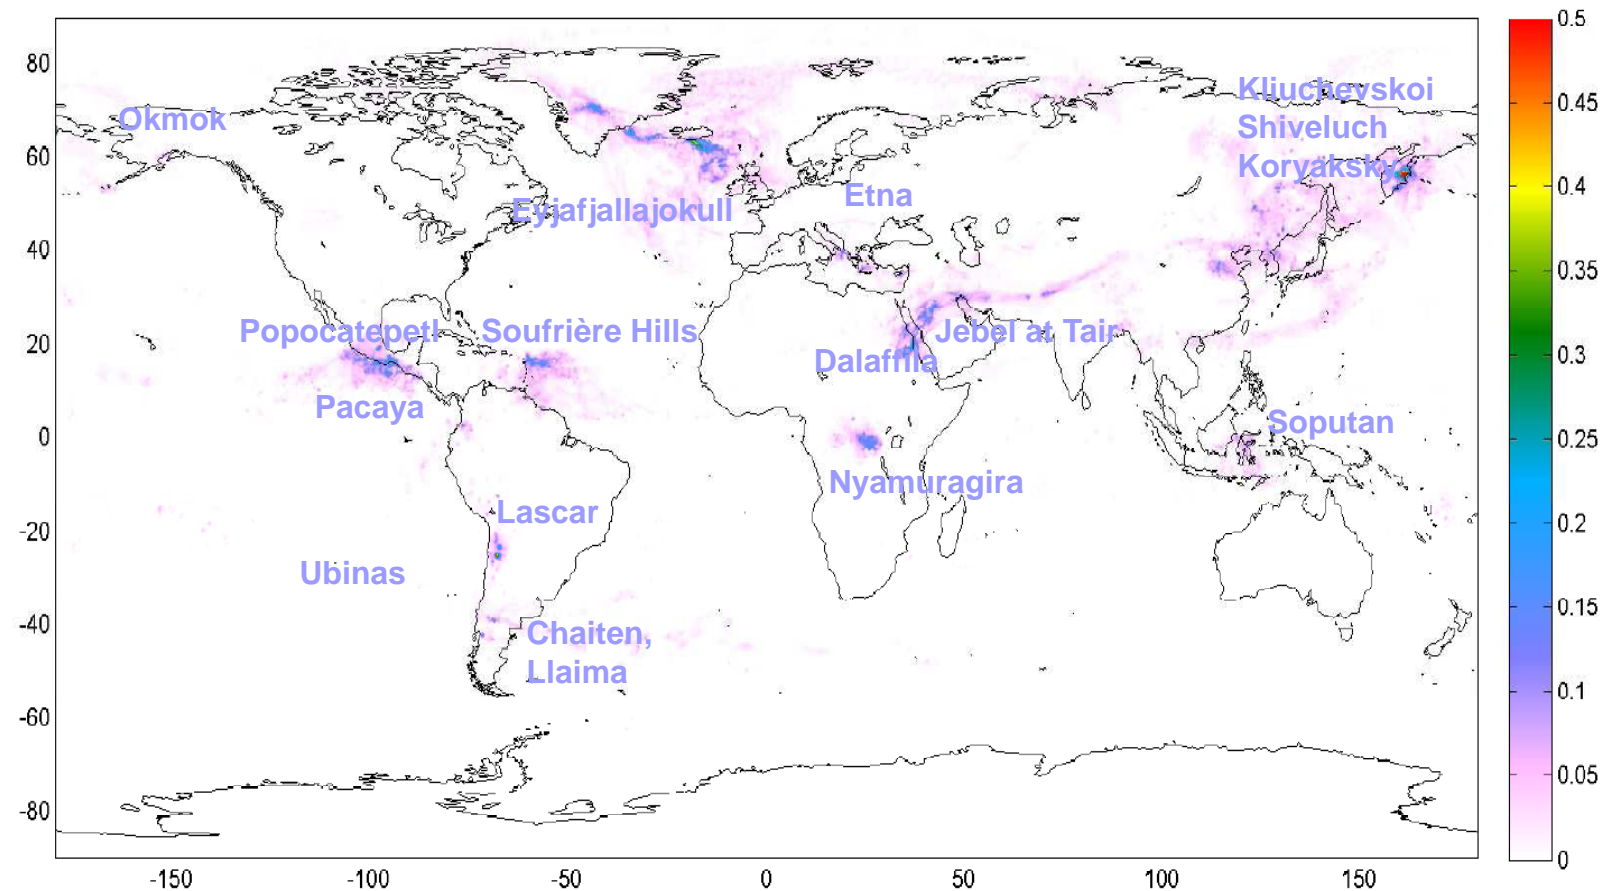 80
60
40
20
0
-20
-40
-60
-80
-150
-100
-50
0
50
100
150
0.5
0.45
0.4
0.35
0.3
0.25
0.2
0.15
0.1
0.05
0
Okmok
Kliuchevskoi
Shiveluch
Koryaksky
Etna
Eyjafjallajokull
Popocatepetl
Soufrière Hills
Jebel at Tair
Dalaffila
Pacaya
Soputan
Nyamuragira
Lascar
Ubinas
Chaiten,
Llaima